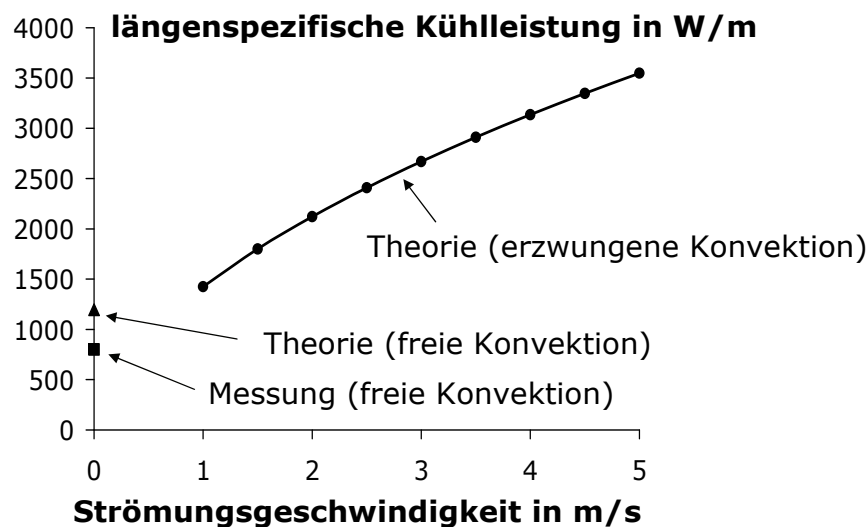 längenspezifische Kühlleistung in W/m
4000
3500
3000
2500
2000
1500
1000
500
0
Theorie (erzwungene Konvektion)
Theorie (freie Konvektion)
Messung (freie Konvektion)
0 1 2 3 4 5
Strömungsgeschwindigkeit in m/s